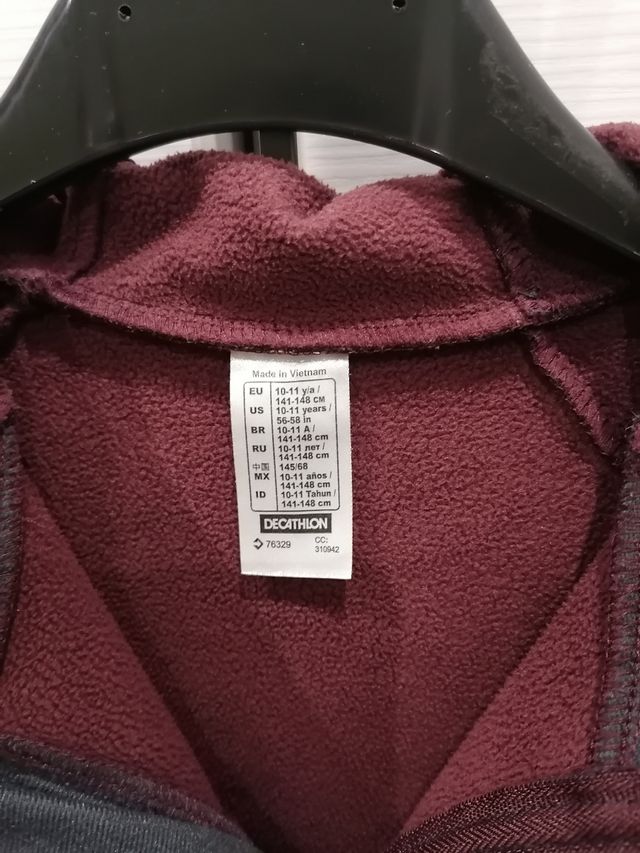 Made in Vietnam
EU 10-11 y/a /
141-148 CM
US 10-11 years /
56-58 in
BR 10-11 A /
141-148 cm
RU 10-11 лет /
141-148 cm
中国 145/68
MX 10-11 años /
141-148 cm
ID 10-11 Tahun /
141-148 cm
DECATHLON
76329 CC:
310942